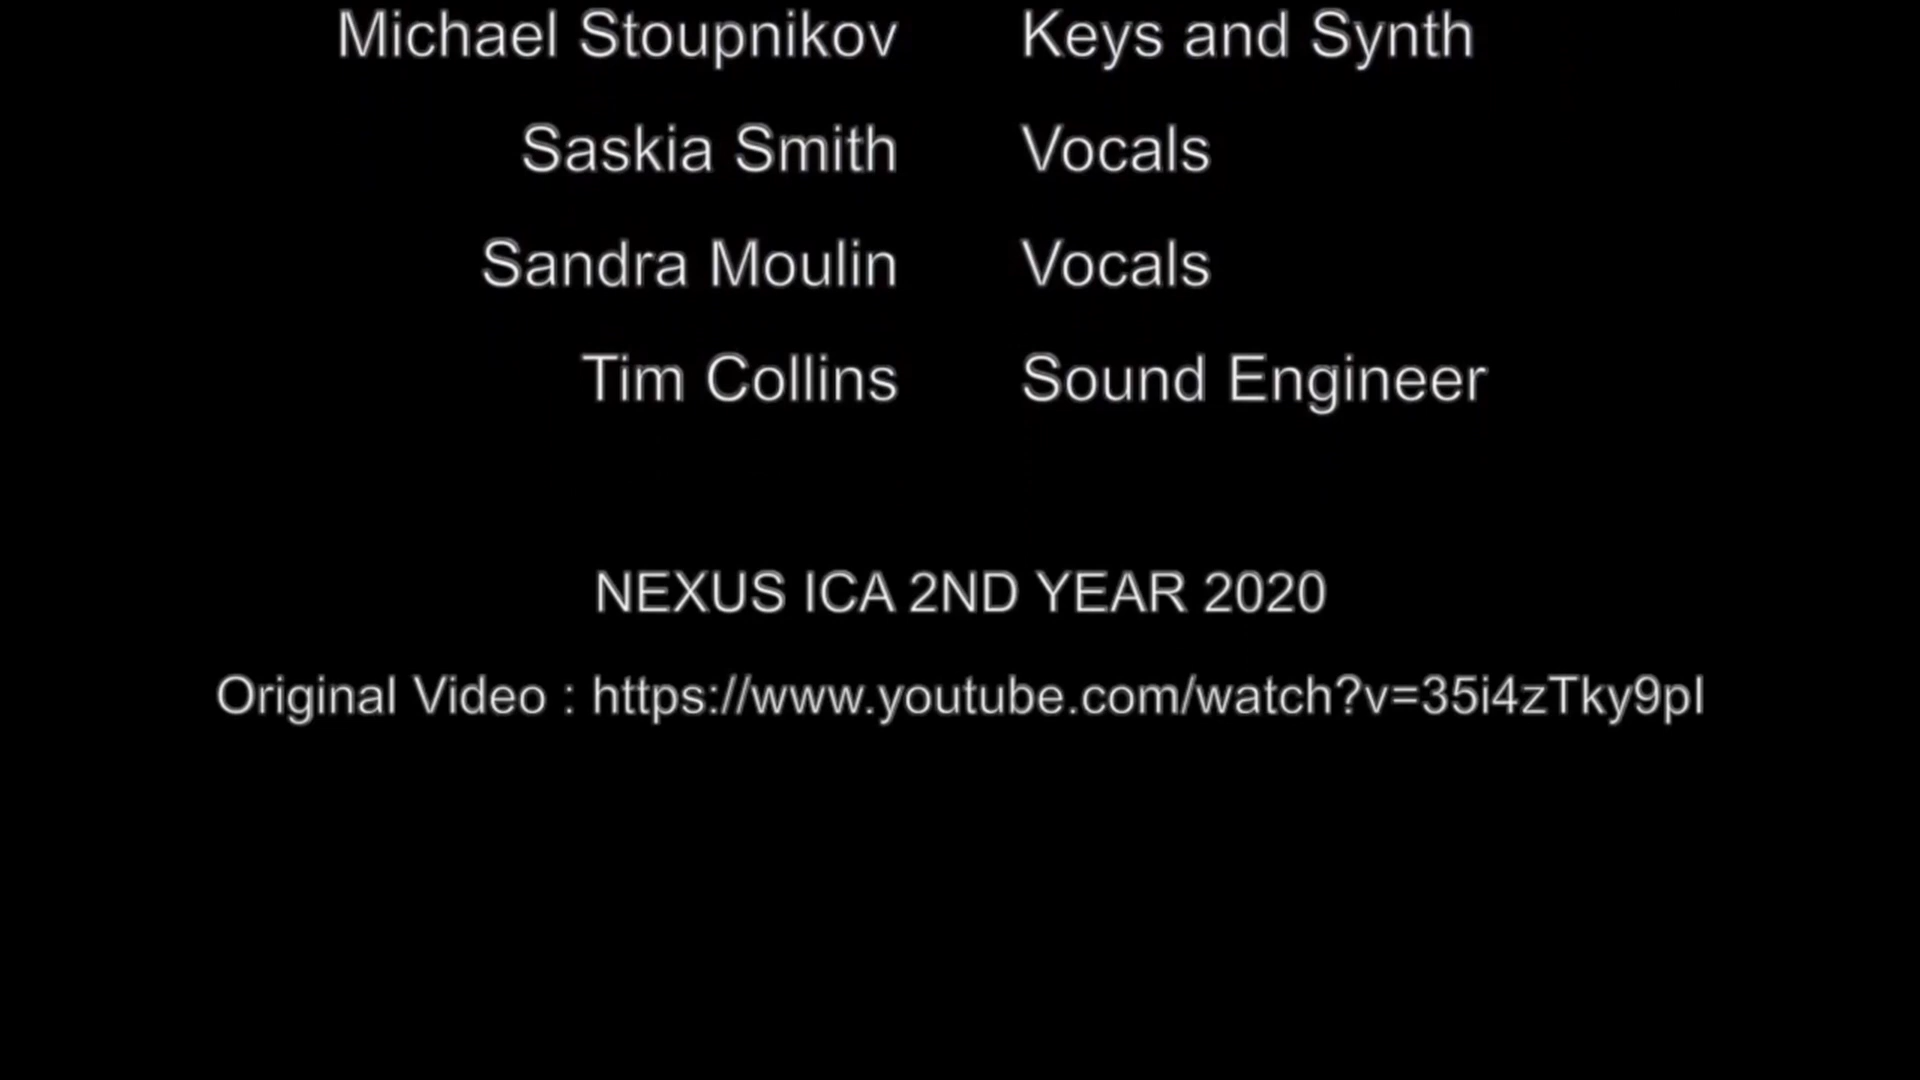 Michael Stoupnikov Keys and Synth
Saskia Smith Vocals
Sandra Moulin Vocals
Tim Collins Sound Engineer
NEXUS ICA 2ND YEAR 2020
Original Video : https://www.youtube.com/watch?v=35i4zTky9pI